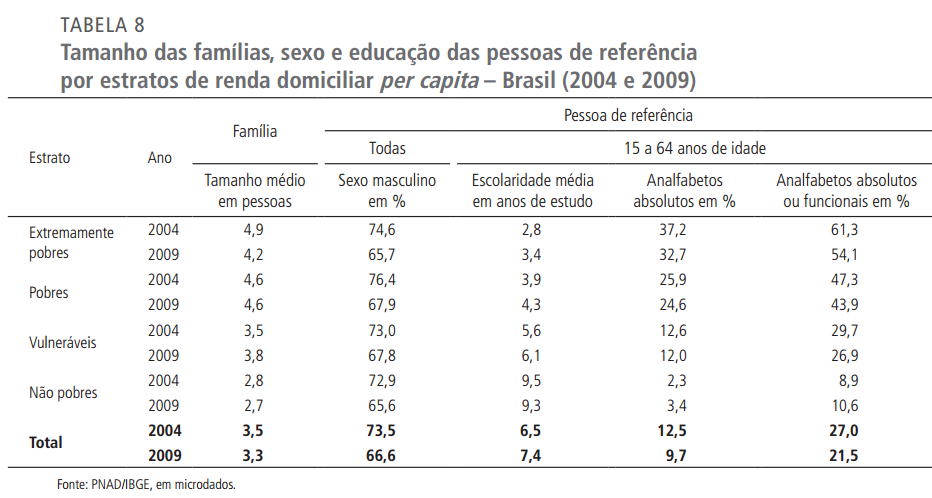 TABELA 8
Tamanho das famílias, sexo e educação das pessoas de referência
por estratos de renda domiciliar per capita – Brasil (2004 e 2009)
Estrato Ano Família Pessoa de referência
Todas 15 a 64 anos de idade
Tamanho médio em pessoas Sexo masculino em % Escolaridade média em anos de estudo Analfabetos absolutos em % Analfabetos absolutos ou funcionais em %
Extremamente pobres 2004 4,9 74,6 2,8 37,2 61,3
2009 4,2 65,7 3,4 32,7 54,1
Pobres 2004 4,6 76,4 3,9 25,9 47,3
2009 4,6 67,9 4,3 24,6 43,9
Vulneráveis 2004 3,5 73,0 5,6 12,6 29,7
2009 3,8 67,8 6,1 12,0 26,9
Não pobres 2004 2,8 72,9 9,5 2,3 8,9
2009 2,7 65,6 9,3 3,4 10,6
Total 2004 3,5 73,5 6,5 12,5 27,0
2009 3,3 66,6 7,4 9,7 21,5
Fonte: PNAD/IBGE, em microdados.